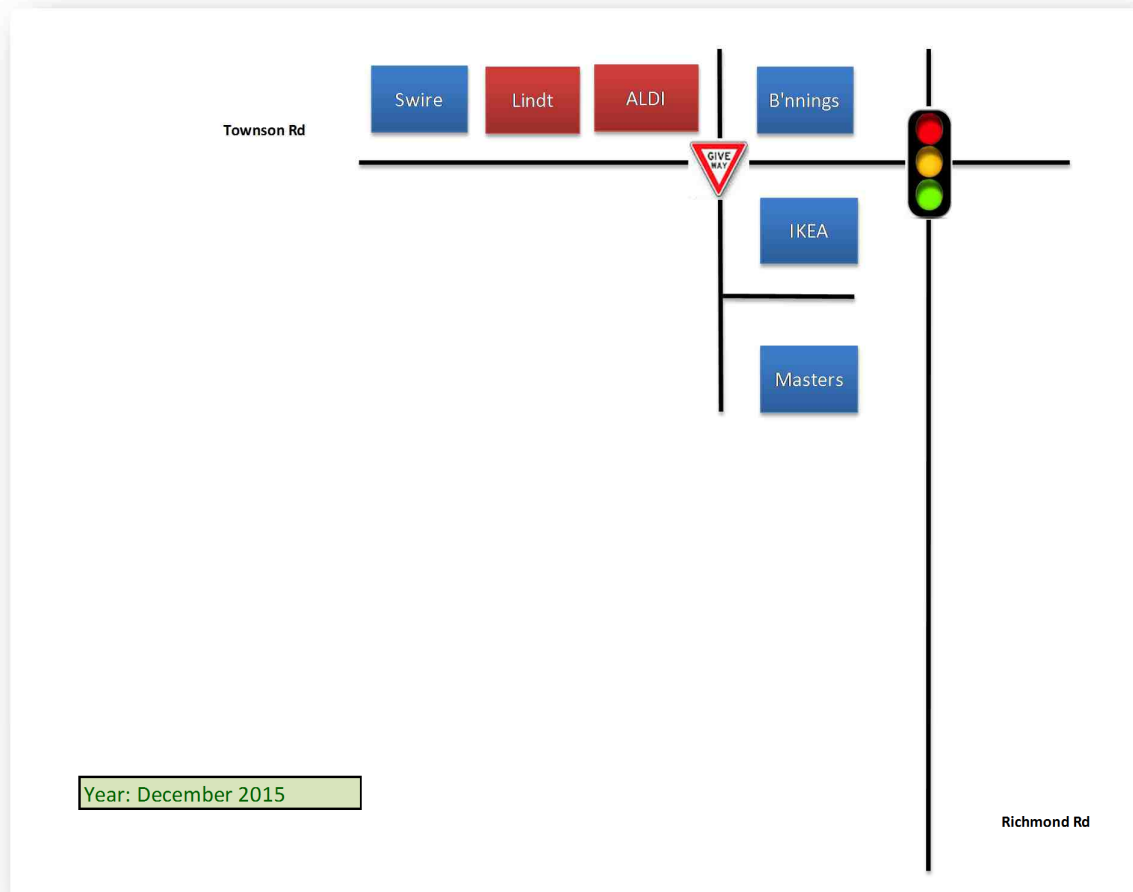 Swire
Lindt
ALDI
B'nnings
Townson Rd
GIVE
WAY
IKEA
Masters
Year: December 2015
Richmond Rd